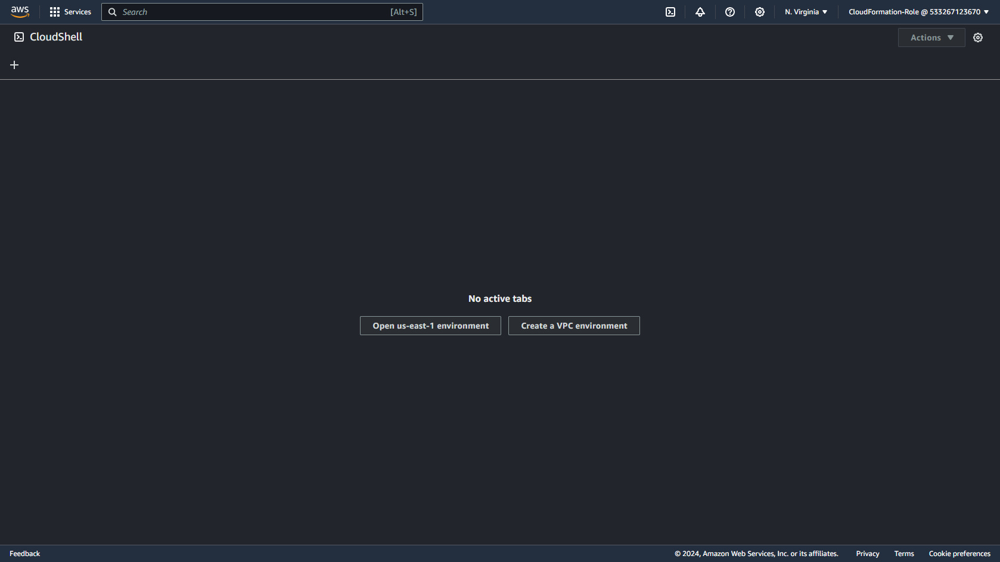 aws
Services
Search
[Alt+S]
N. Virginia
CloudFormation-Role @ 533267123670
CloudShell
Actions
No active tabs
Open us-east-1 environment
Create a VPC environment
Feedback
© 2024, Amazon Web Services, Inc. or its affiliates.
Privacy
Terms
Cookie preferences